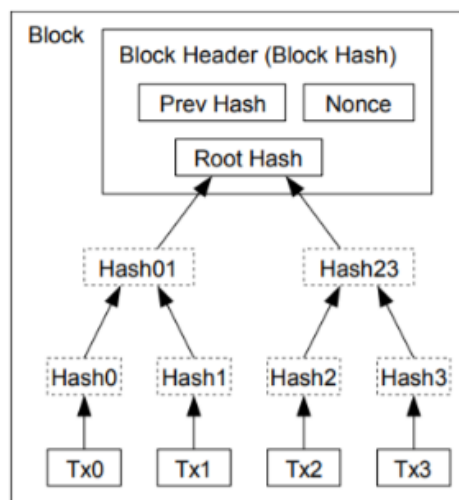 Block
Block Header (Block Hash)
Prev Hash Nonce
Root Hash
Hash01 Hash23
Hash0 Hash1 Hash2 Hash3
Tx0 Tx1 Tx2 Tx3